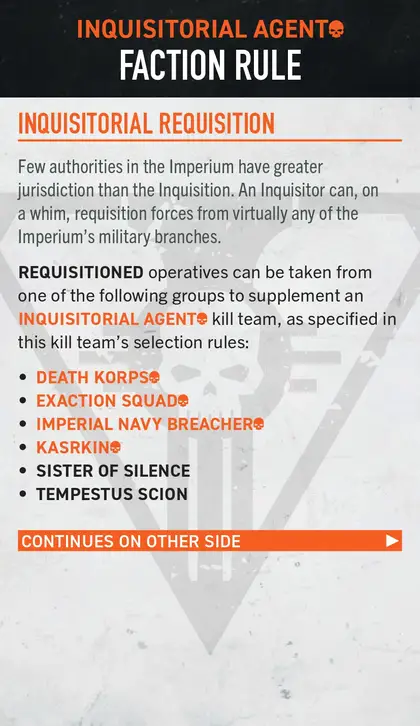 INQUISITORIAL AGENT
FACTION RULE
INQUISITORIAL REQUISITION
Few authorities in the Imperium have greater
jurisdiction than the Inquisition. An Inquisitor can, on
a whim, requisition forces from virtually any of the
Imperium’s military branches.
REQUISITIONED operatives can be taken from
one of the following groups to supplement an
INQUISITORIAL AGENT kill team, as specified in
this kill team’s selection rules:
• DEATH KORPS
• EXACTION SQUAD
• IMPERIAL NAVY BREACHER
• KASRKIN
• SISTER OF SILENCE
• TEMPESTUS SCION
CONTINUES ON OTHER SIDE